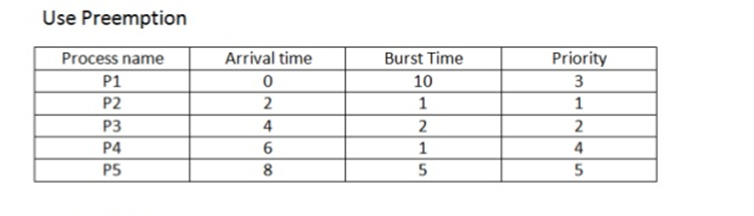 Use Preemption
Process name Arrival time Burst Time Priority
P1 0 10 3
P2 2 1 1
P3 4 2 2
P4 6 1 4
P5 8 5 5